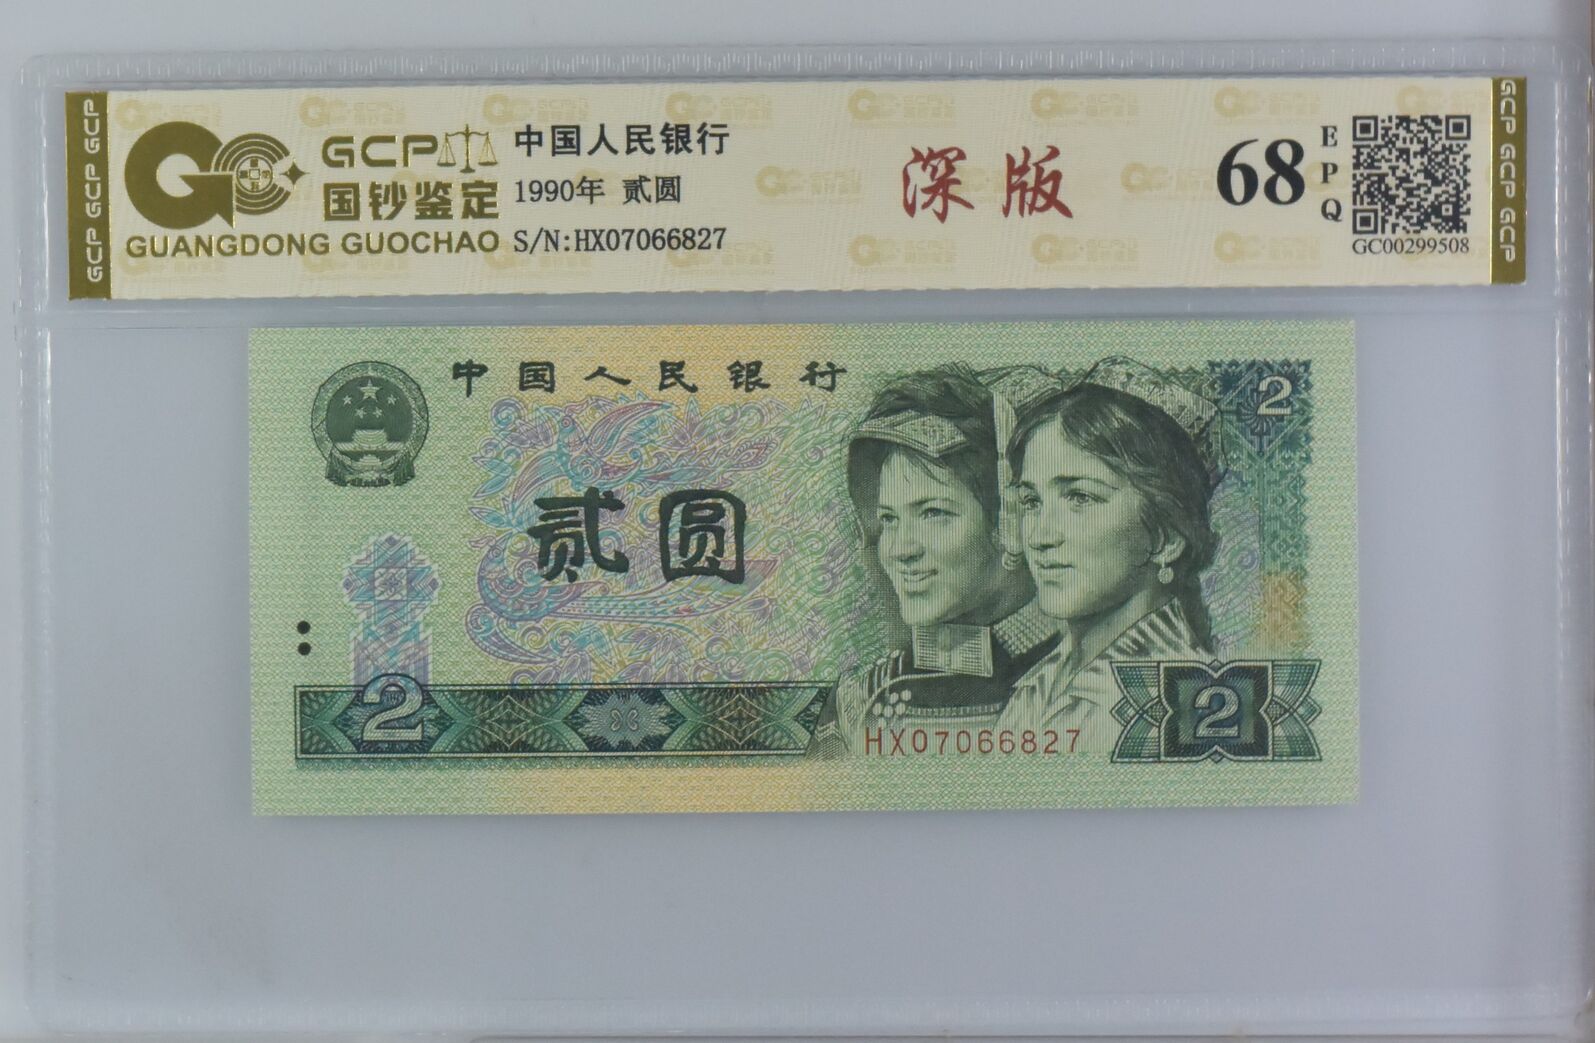 GCP GCP GCP
GCP
国钞鉴定
GUANGDONG GUOCHAO
中国人民银行
1990年 贰圆
S/N:HX07066827
深版
68
EPQ
GC00299508
GCP GCP GCP
中国人民银行
2
贰圆
2
HX07066827
2